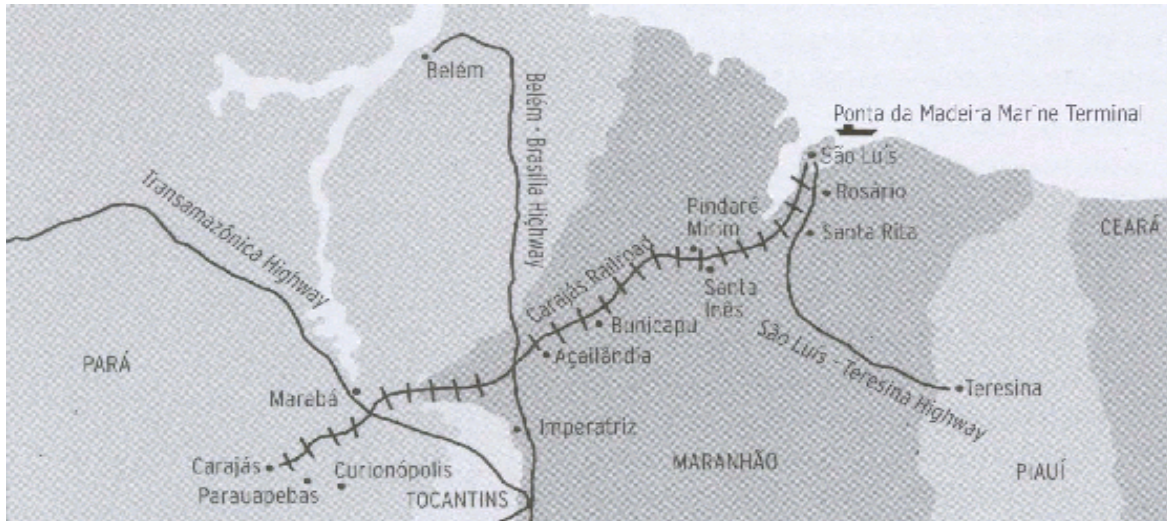 Belém
Belém - Brasília Highway
Ponta da Madeira Marine Terminal
São Luís
Transamazônica Highway
Rosário
Pindaré
Mirim
Santa Rita
CEARÁ
Carajás Railroad
Santa
Inês
Bunicapu
Açailândia
São Luís - Teresina Highway
PARÁ
Marabá
Teresina
Imperatriz
MARANHÃO
Carajás
Curionópolis
PIAUÍ
Parauapebas
TOCANTINS